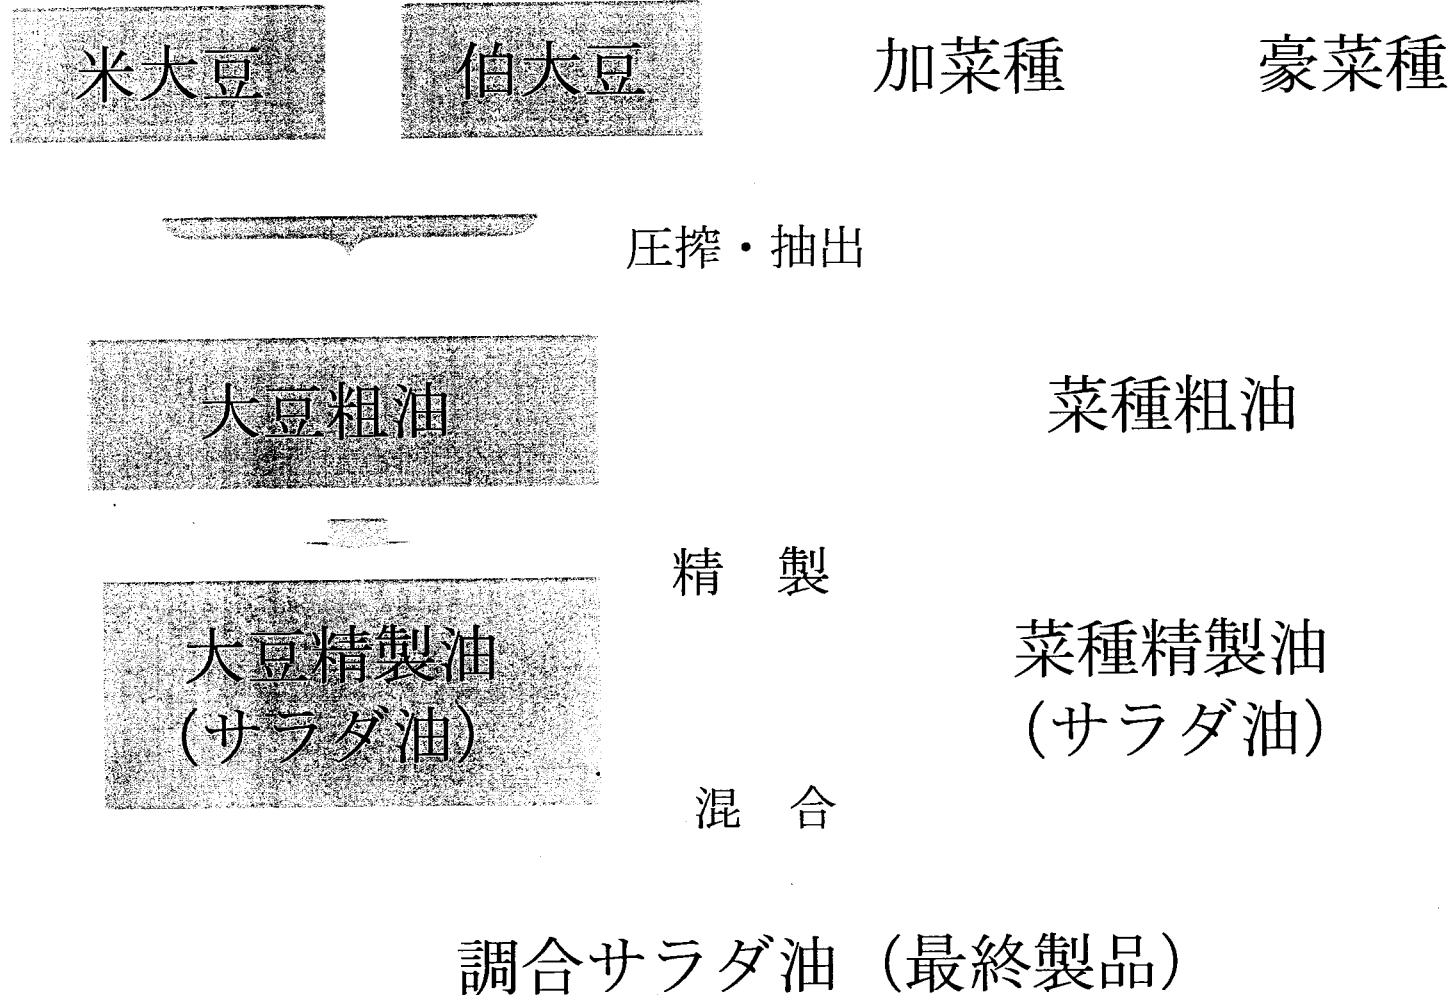 米大豆 伯大豆 加菜種 豪菜種
圧搾・抽出
大豆粗油 菜種粗油
精　製
大豆精製油 菜種精製油
(サラダ油) (サラダ油)
混　合
調合サラダ油（最終製品）